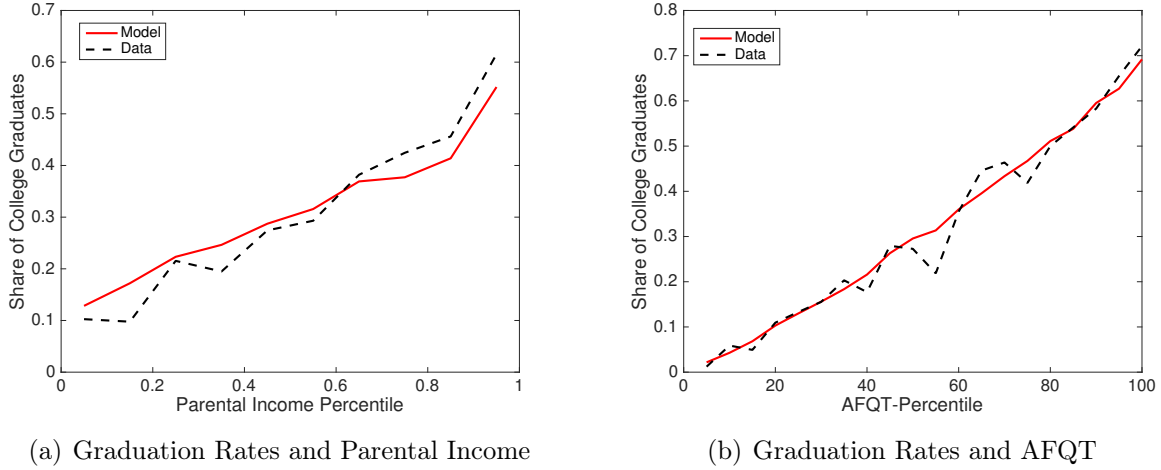 0.7
0.6
0.5
0.4
0.3
0.2
0.1
0
Share of College Graduates
Model
Data
0 0.2 0.4 0.6 0.8 1
Parental Income Percentile
(a) Graduation Rates and Parental Income
0.8
0.7
0.6
0.5
0.4
0.3
0.2
0.1
0
Share of College Graduates
Model
Data
0 20 40 60 80 100
AFQT-Percentile
(b) Graduation Rates and AFQT